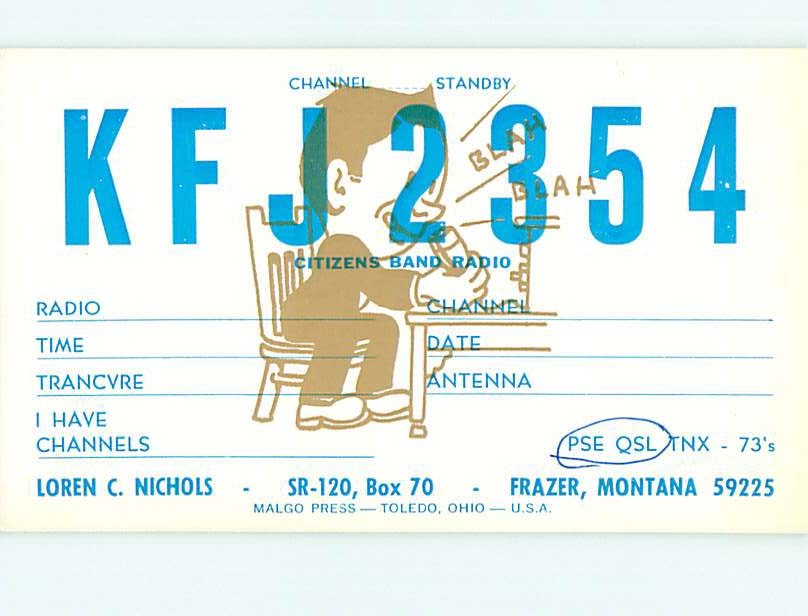 CHANNEL ...... STANDBY
KFJ2354
BLAH
BLAH
CITIZENS BAND RADIO
RADIO CHANNEL
TIME DATE
TRANCVRE ANTENNA
I HAVE
CHANNELS PSE QSL TNX - 73's
LOREN C. NICHOLS - SR-120, Box 70 - FRAZER, MONTANA 59225
MALGO PRESS — TOLEDO, OHIO — U.S.A.